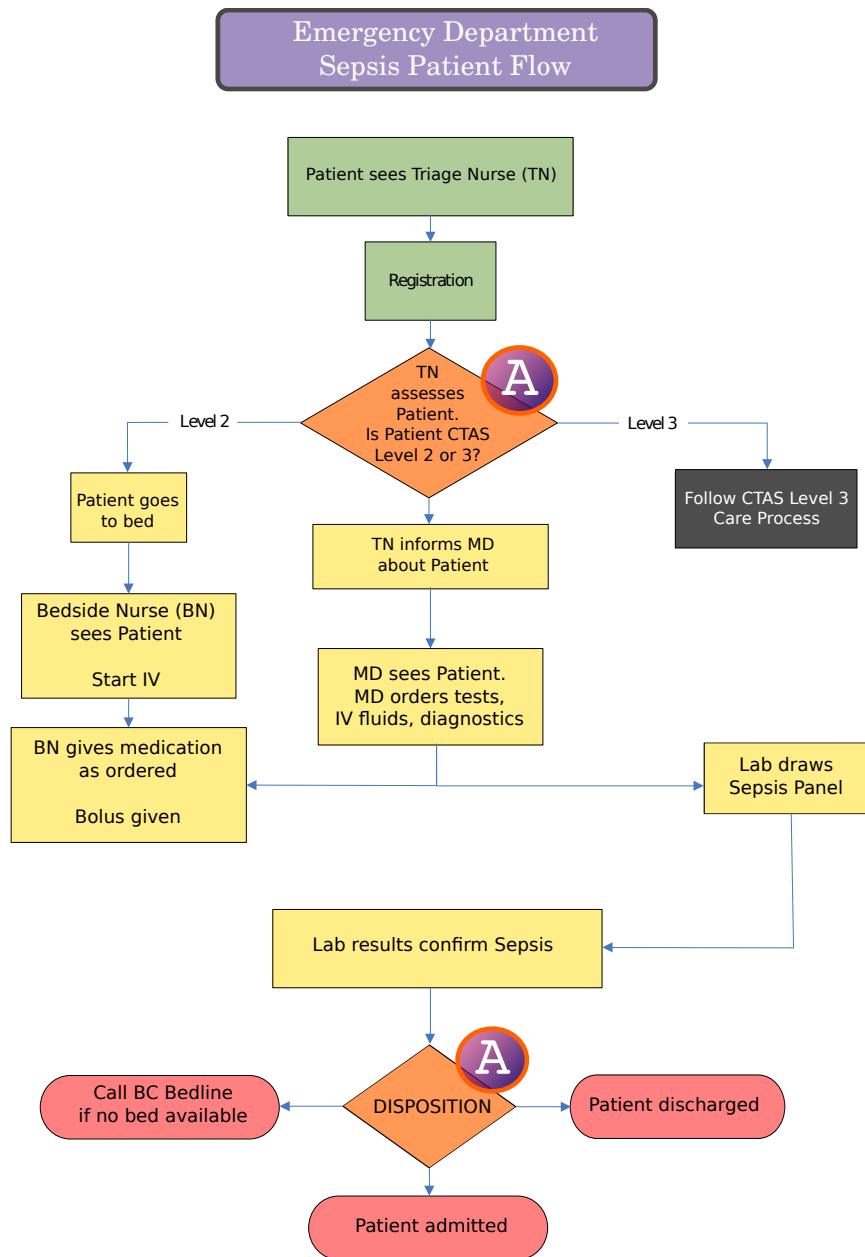 Emergency Department
Sepsis Patient Flow
Patient sees Triage Nurse (TN)
Registration
A
TN
assesses
Patient.
Is Patient CTAS
Level 2 or 3?
Level 2
Level 3
Patient goes
to bed
Follow CTAS Level 3
Care Process
TN informs MD
about Patient
Bedside Nurse (BN)
sees Patient
Start IV
MD sees Patient.
MD orders tests,
IV fluids, diagnostics
BN gives medication
as ordered
Bolus given
Lab draws
Sepsis Panel
Lab results confirm Sepsis
A
DISPOSITION
Call BC Bedline
if no bed available
Patient discharged
Patient admitted